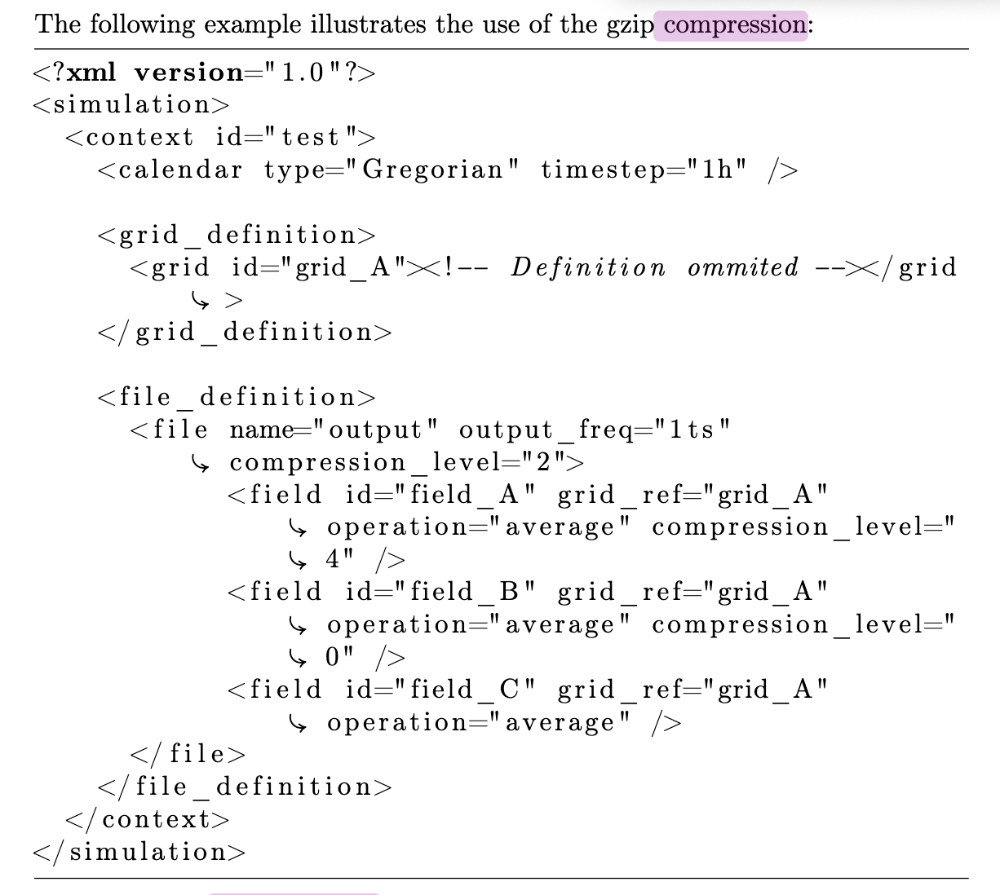 The following example illustrates the use of the gzip compression:
<?xml version="1.0"?>
<simulation>
<context id="test">
<calendar type="Gregorian" timestep="1h" />
<grid_definition>
<grid id="grid_A"><!-- Definition ommited --></grid
↪ >
</grid_definition>
<file_definition>
<file name="output" output_freq="1ts"
↪ compression_level="2">
<field id="field_A" grid_ref="grid_A"
↪ operation="average" compression_level="
↪ 4" />
<field id="field_B" grid_ref="grid_A"
↪ operation="average" compression_level="
↪ 0" />
<field id="field_C" grid_ref="grid_A"
↪ operation="average" />
</file>
</file_definition>
</context>
</simulation>